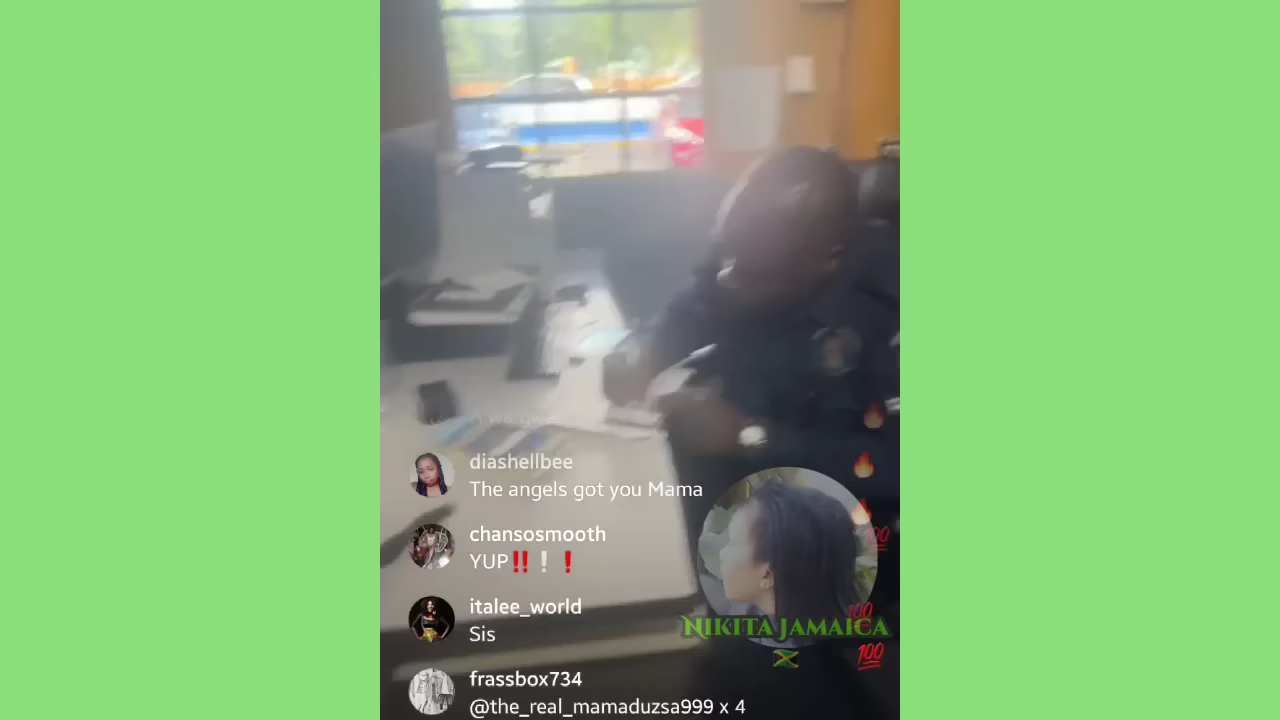 diashellbee
The angels got you Mama
chansosmooth
YUP‼️❕❗
italee_world
Sis
NIKITA JAMAICA
frassbox734
@the_real_mamaduzsa999 x 4